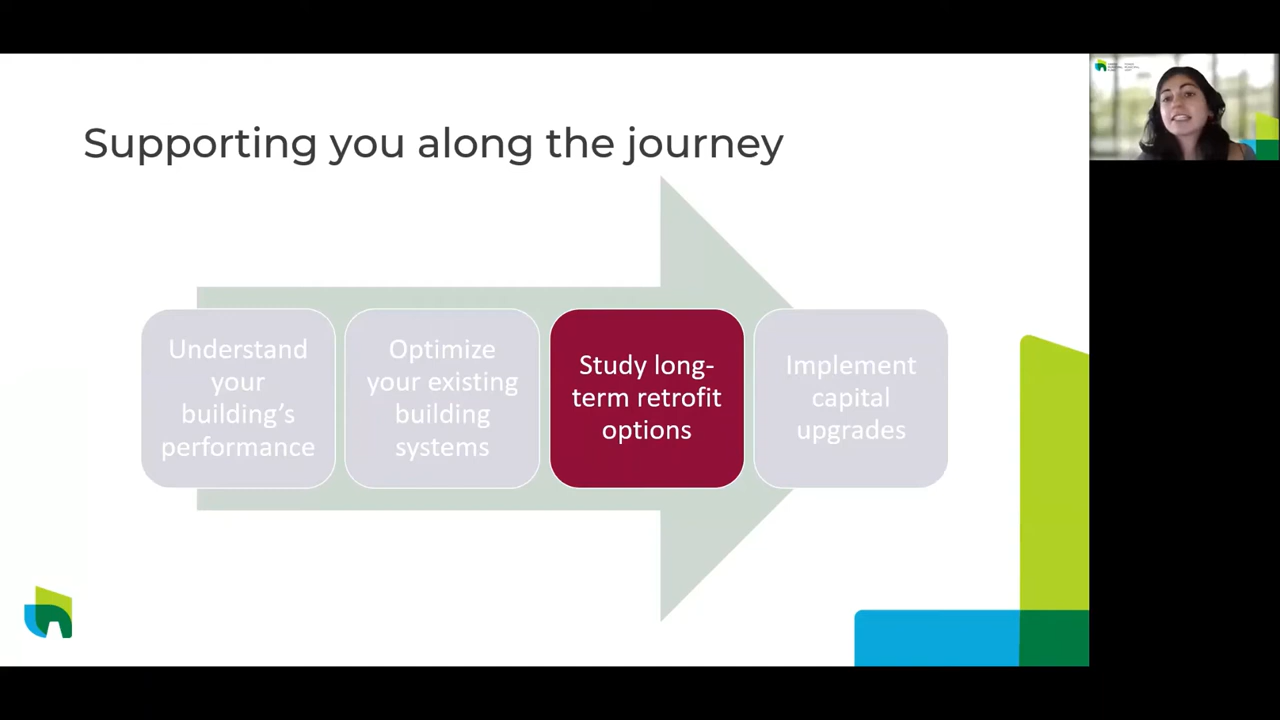 Supporting you along the journey
Understand
your
building’s
performance
Optimize
your existing
building
systems
Study long-
term retrofit
options
Implement
capital
upgrades